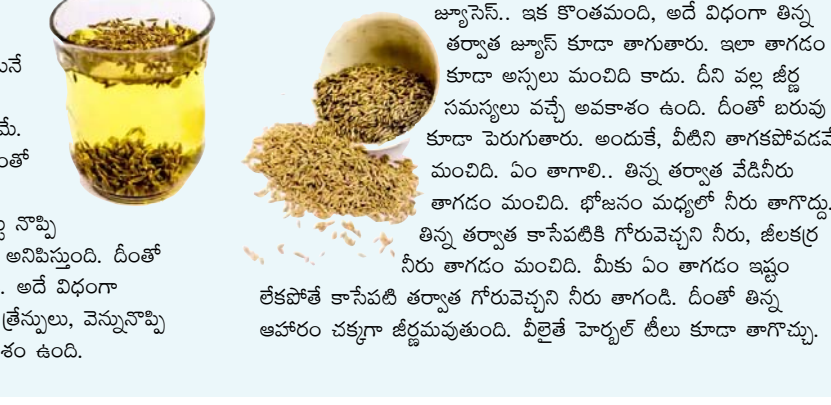 మే.
నొప్పి
అనిపిస్తుంది. దీంతో
. అదే విధంగా
త్రేన్పులు, వెన్నునొప్పి
శం ఉంది.
జ్యూసెస్.. ఇక కొంతమంది, అదే విధంగా తిన్న
తర్వాత జ్యూస్ కూడా తాగుతారు. ఇలా తాగడం
కూడా అస్సలు మంచిది కాదు. దీని వల్ల జీర్ణ
సమస్యలు వచ్చే అవకాశం ఉంది. దీంతో బరువు
కూడా పెరుగుతారు. అందుకే, వీటిని తాగకపోవడమే
మంచిది. ఏం తాగాలి.. తిన్న తర్వాత వేడినీరు
తాగడం మంచిది. భోజనం మధ్యలో నీరు తాగొద్దు.
తిన్న తర్వాత కాసేపటికి గోరువెచ్చని నీరు, జీలకర్ర
నీరు తాగడం మంచిది. మీకు ఏం తాగడం ఇష్టం
లేకపోతే కాసేపటి తర్వాత గోరువెచ్చని నీరు తాగండి. దీంతో తిన్న
ఆహారం చక్కగా జీర్ణమవుతుంది. వీలైతే హెర్బల్ టీలు కూడా తాగొచ్చు.